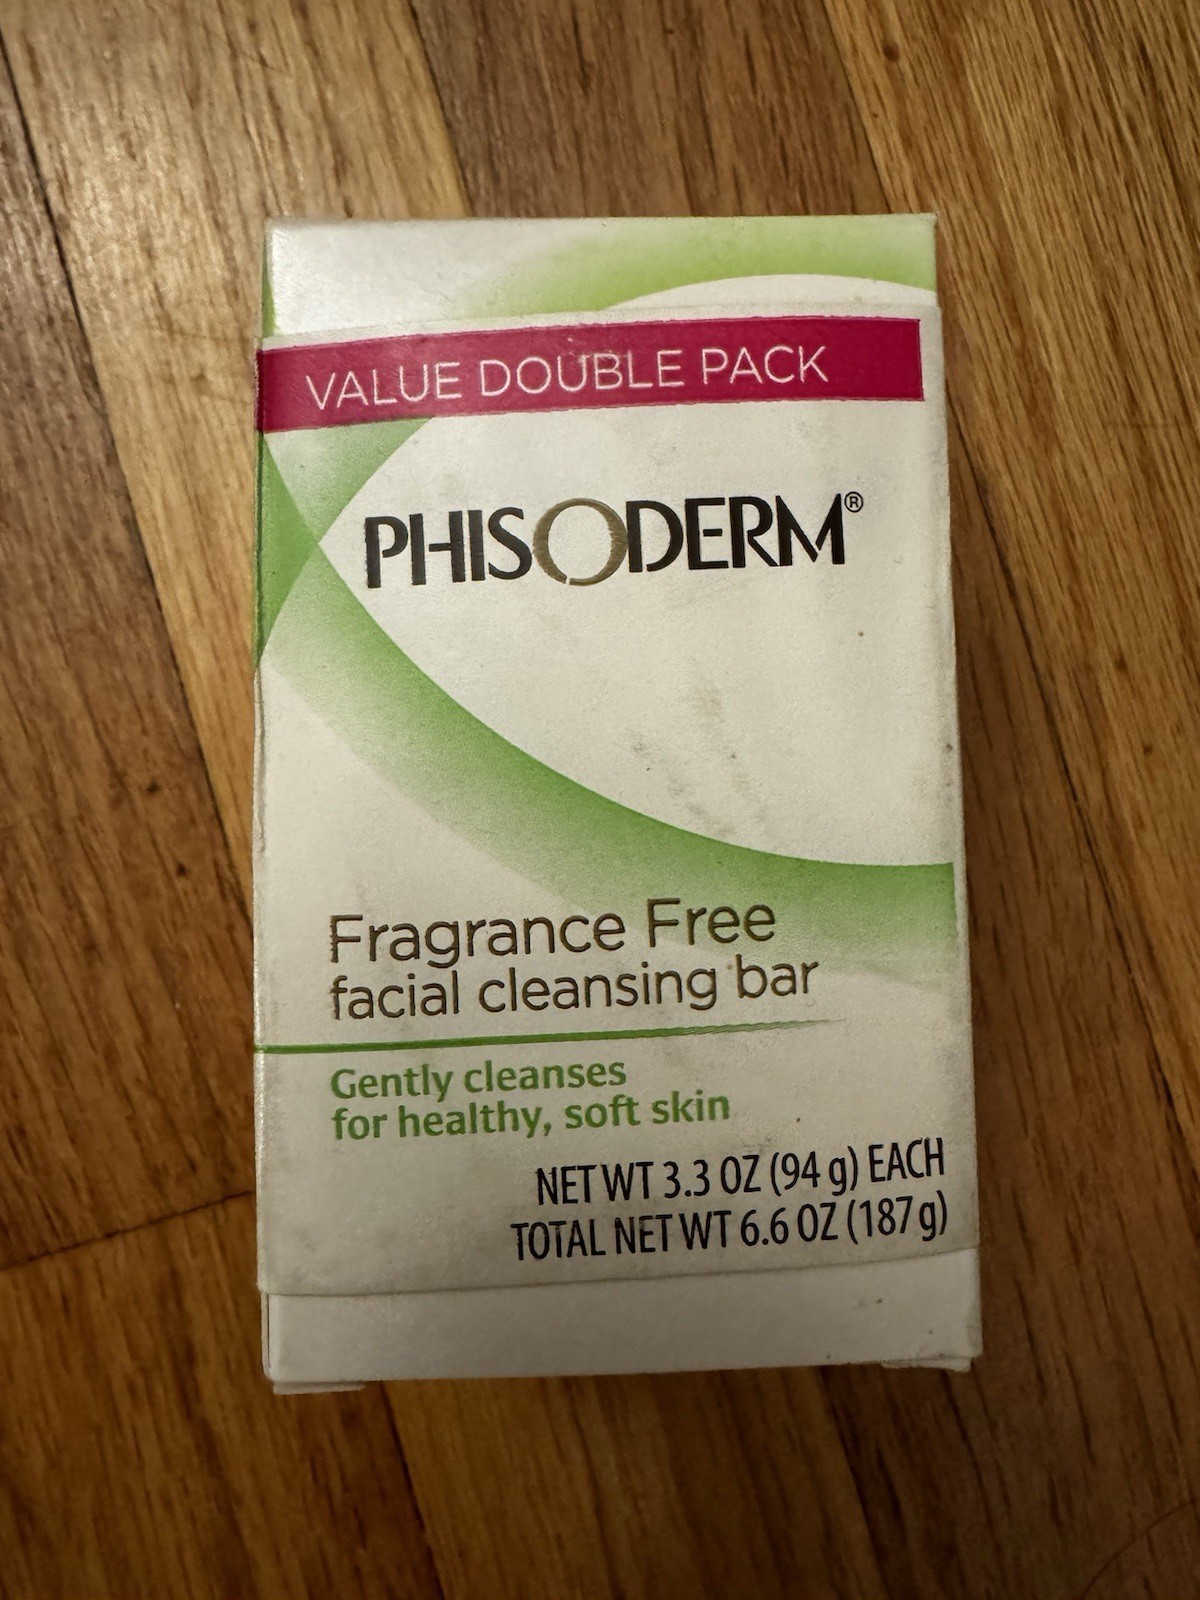 VALUE DOUBLE PACK
PHISODERM®
Fragrance Free
facial cleansing bar
Gently cleanses
for healthy, soft skin
NET WT 3.3 OZ (94 g) EACH
TOTAL NET WT 6.6 OZ (187 g)